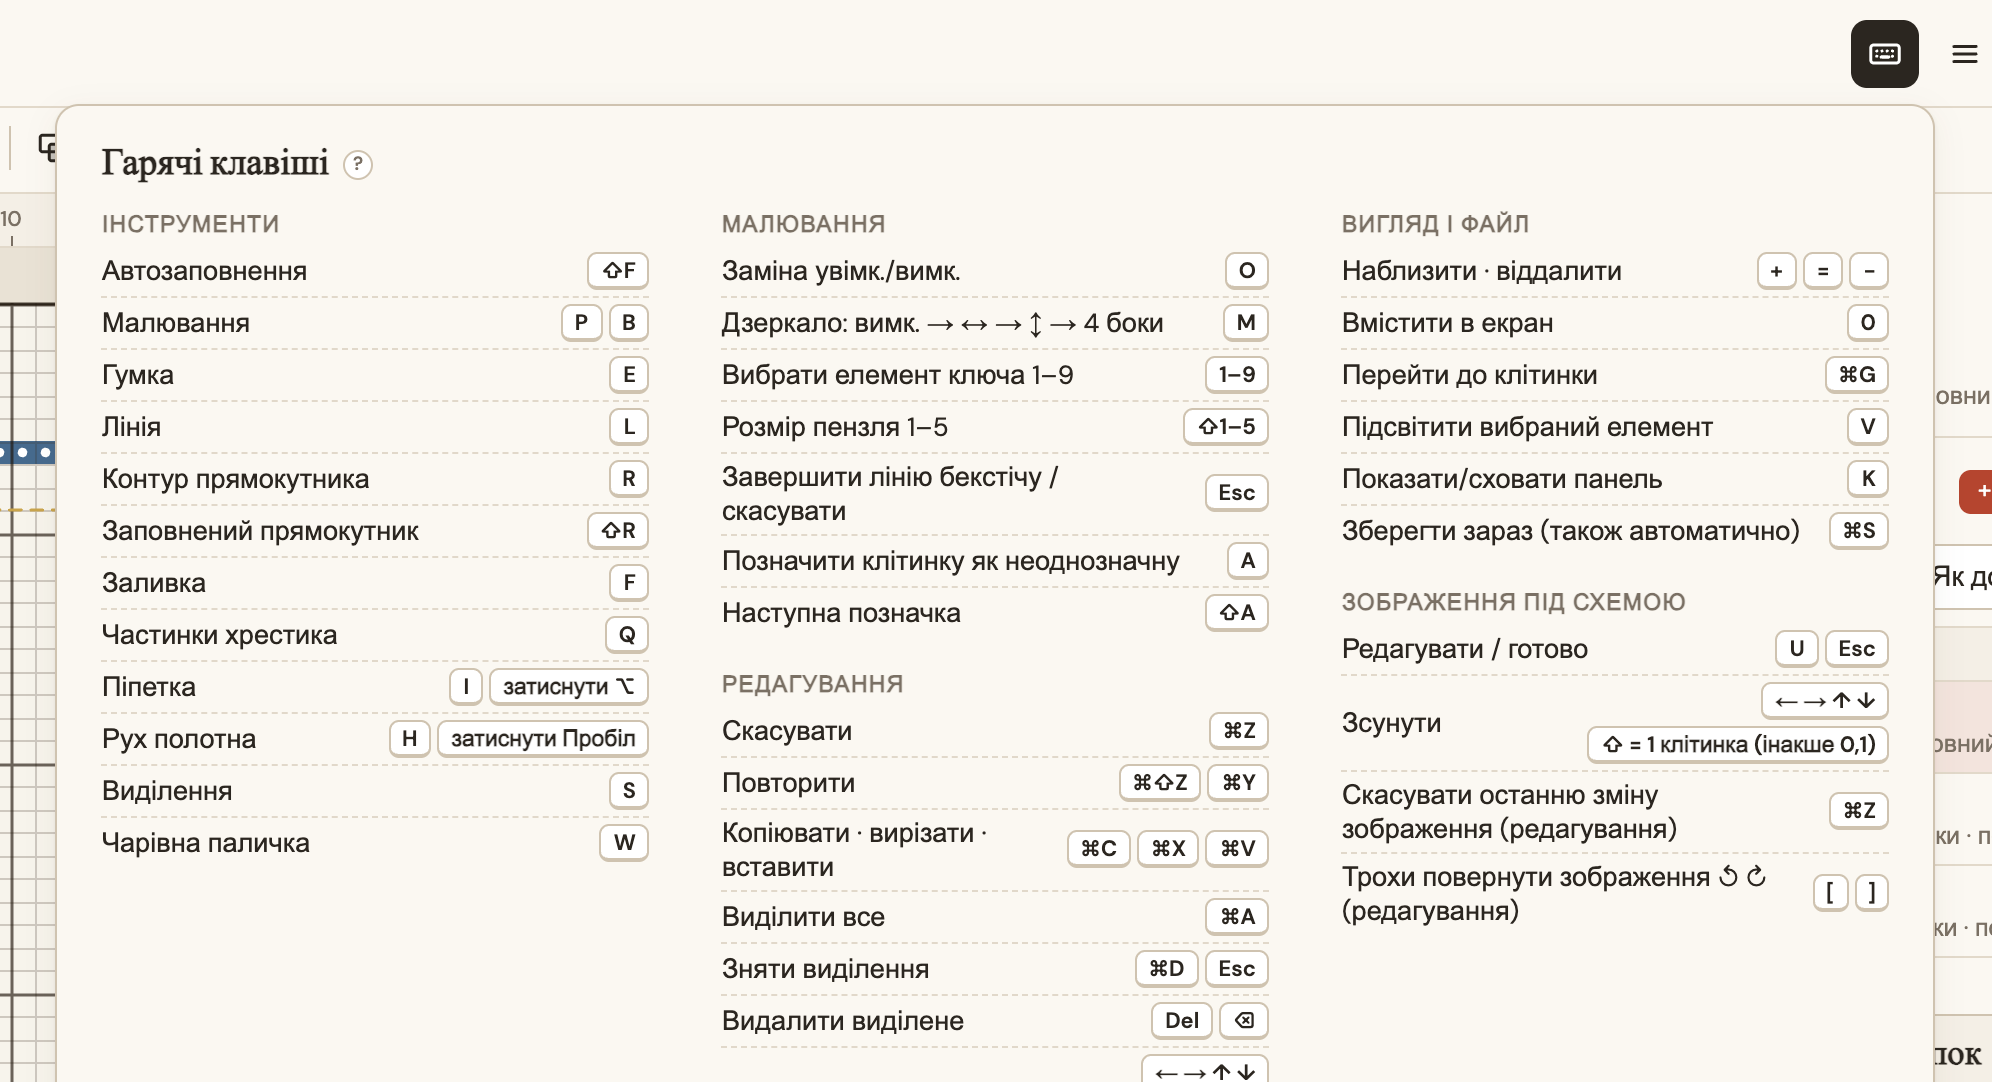 10
Гарячі клавіші ?
ІНСТРУМЕНТИ
Автозаповнення ⇧F
Малювання P B
Гумка E
Лінія L
Контур прямокутника R
Заповнений прямокутник ⇧R
Заливка F
Частинки хрестика Q
Піпетка I затиснути ⌥
Рух полотна H затиснути Пробіл
Виділення S
Чарівна паличка W
МАЛЮВАННЯ
Заміна увімк./вимк. O
Дзеркало: вимк. → ↔ → ↕ → 4 боки M
Вибрати елемент ключа 1–9 1–9
Розмір пензля 1–5 ⇧1–5
Завершити лінію бекстічу /
скасувати Esc
Позначити клітинку як неоднозначну A
Наступна позначка ⇧A
РЕДАГУВАННЯ
Скасувати ⌘Z
Повторити ⌘⇧Z ⌘Y
Копіювати · вирізати ·
вставити ⌘C ⌘X ⌘V
Виділити все ⌘A
Зняти виділення ⌘D Esc
Видалити виділене Del ⌫
← → ↑ ↓
ВИГЛЯД І ФАЙЛ
Наблизити · віддалити + = −
Вмістити в екран 0
Перейти до клітинки ⌘G
Підсвітити вибраний елемент V
Показати/сховати панель K
Зберегти зараз (також автоматично) ⌘S
ЗОБРАЖЕННЯ ПІД СХЕМОЮ
Редагувати / готово U Esc
Зсунути ← → ↑ ↓
⇧ = 1 клітинка (інакше 0,1)
Скасувати останню зміну
зображення (редагування) ⌘Z
Трохи повернути зображення ↺ ↻
(редагування) [ ]
+
Як